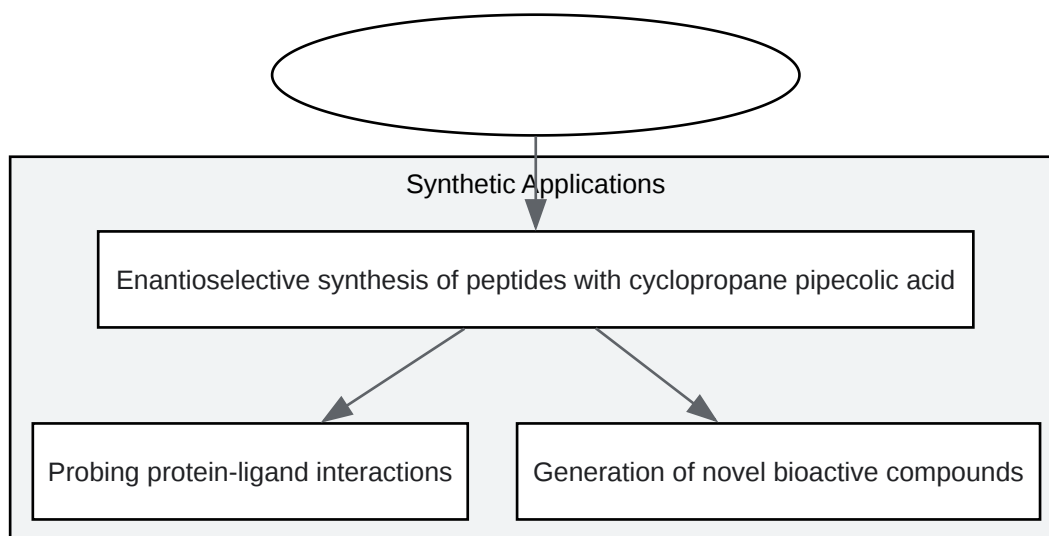 Synthetic Applications
Enantioselective synthesis of peptides with cyclopropane pipecolic acid
Probing protein-ligand interactions
Generation of novel bioactive compounds